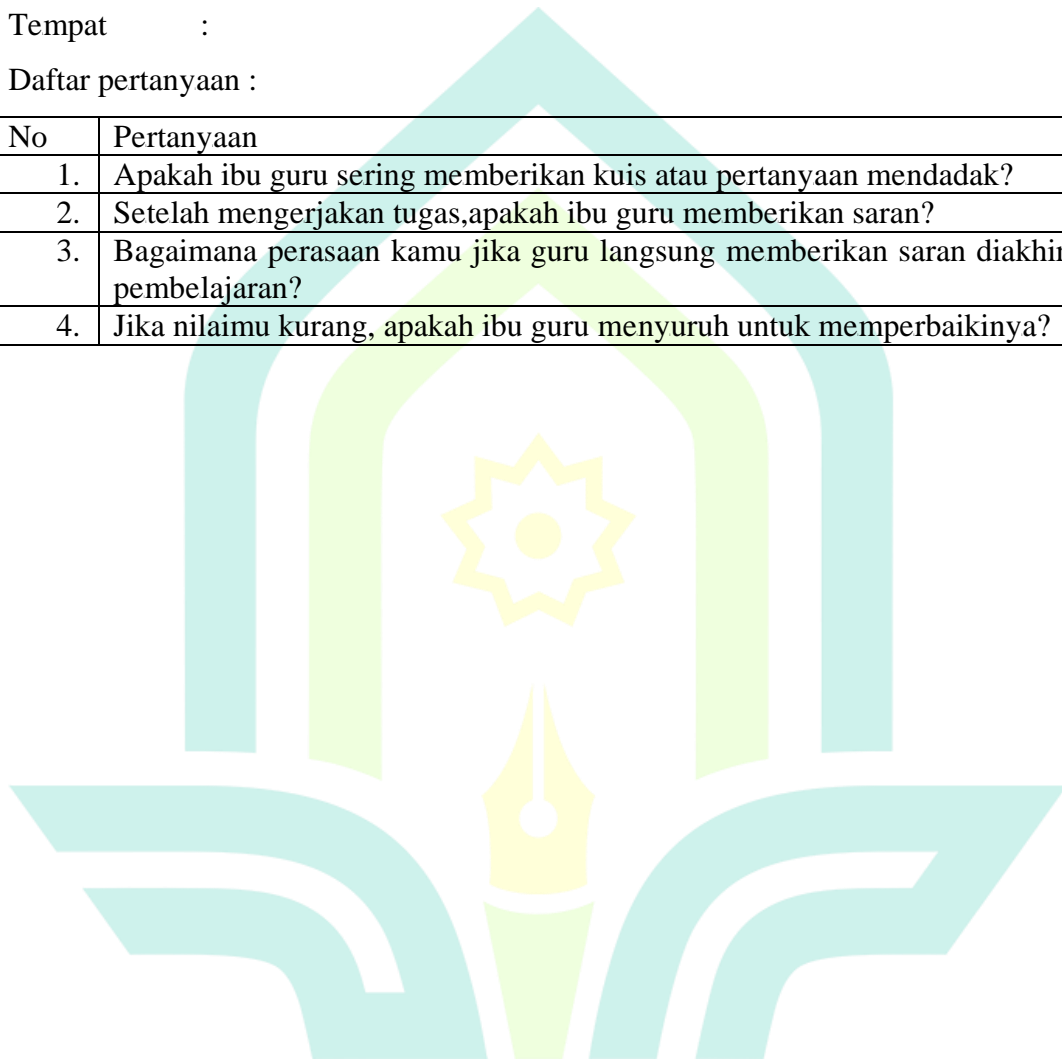 Tempat :
Daftar pertanyaan :
No Pertanyaan
1. Apakah ibu guru sering memberikan kuis atau pertanyaan mendadak?
2. Setelah mengerjakan tugas,apakah ibu guru memberikan saran?
3. Bagaimana perasaan kamu jika guru langsung memberikan saran diakhir
pembelajaran?
4. Jika nilaimu kurang, apakah ibu guru menyuruh untuk memperbaikinya?